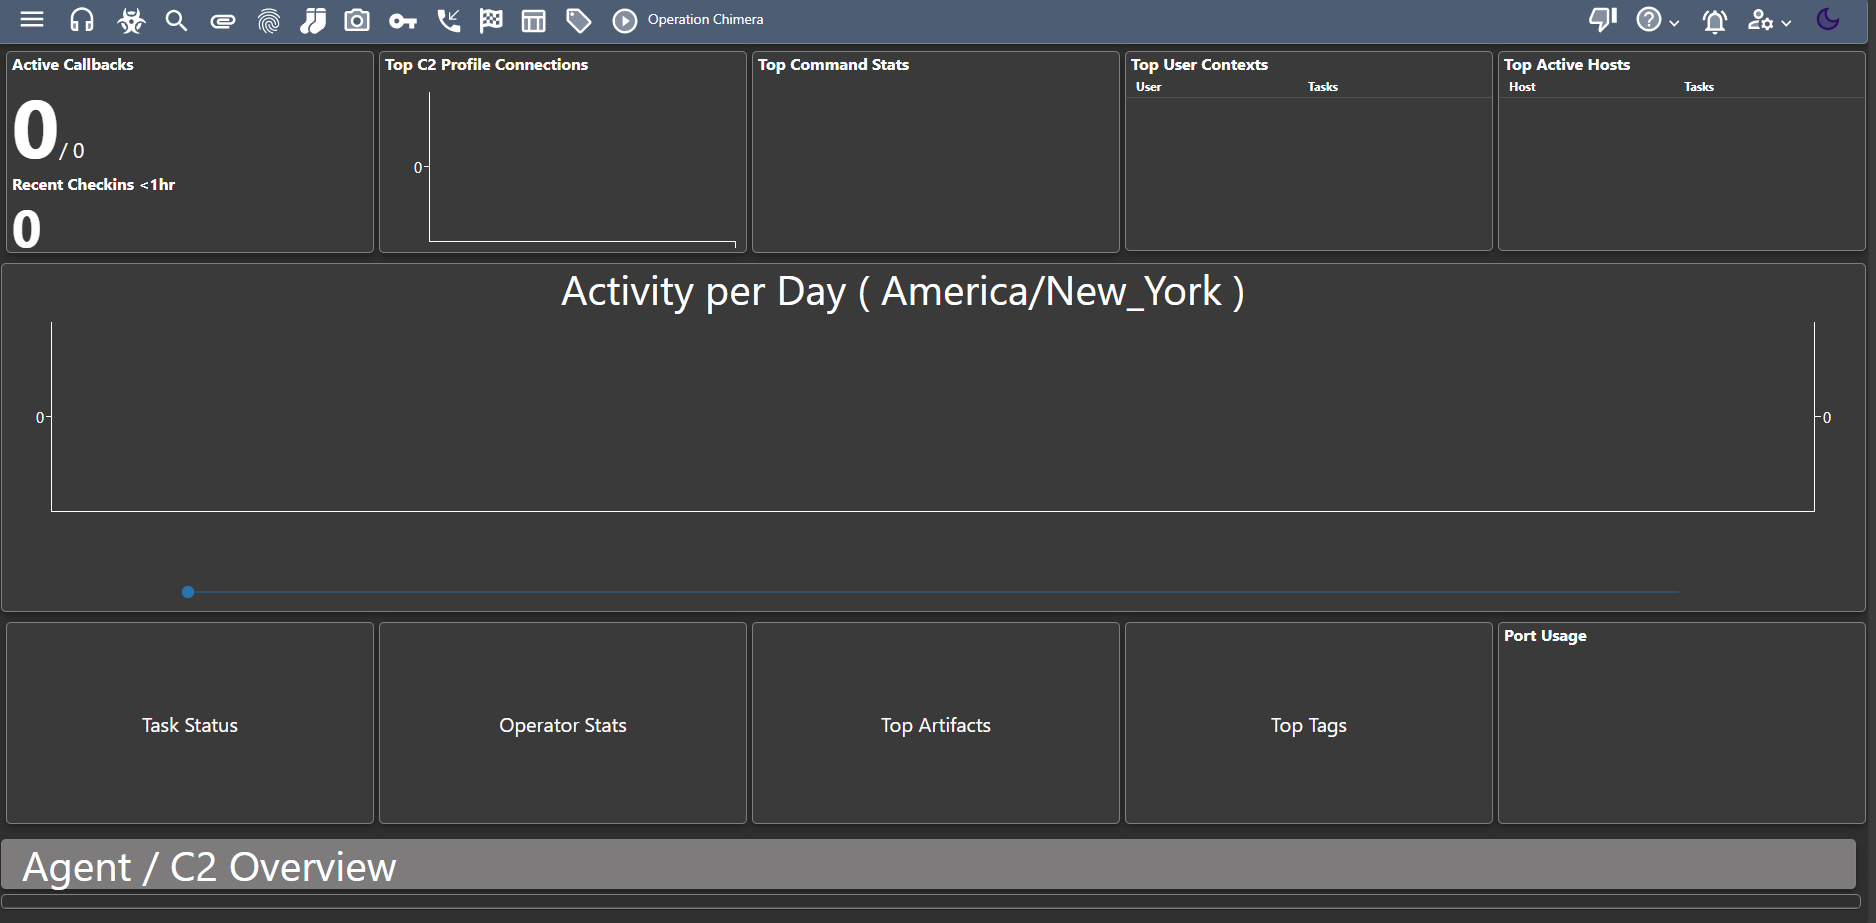 Operation Chimera
Active Callbacks
0 / 0
Recent Checkins <1hr
0
Top C2 Profile Connections
0
Top Command Stats
Top User Contexts
User Tasks
Top Active Hosts
Host Tasks
Activity per Day ( America/New_York )
0 0
Task Status
Operator Stats
Top Artifacts
Top Tags
Port Usage
Agent / C2 Overview